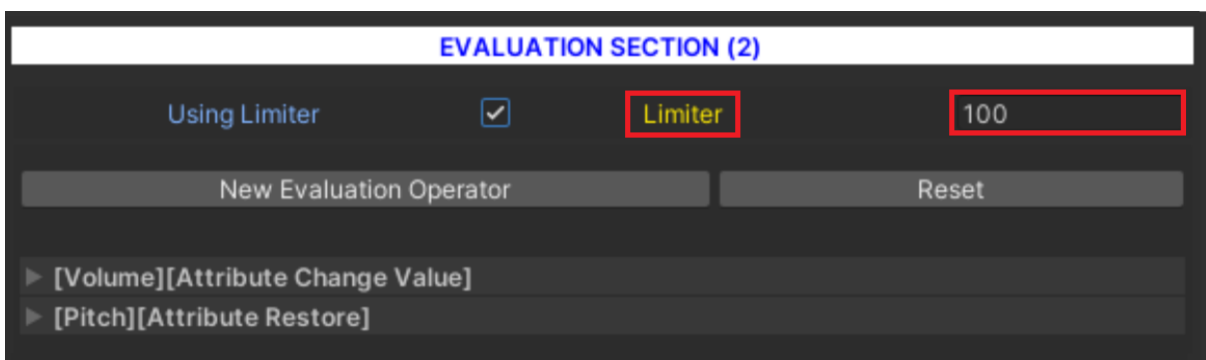 EVALUATION SECTION (2)
Using Limiter Limiter 100
New Evaluation Operator Reset
[Volume][Attribute Change Value]
[Pitch][Attribute Restore]